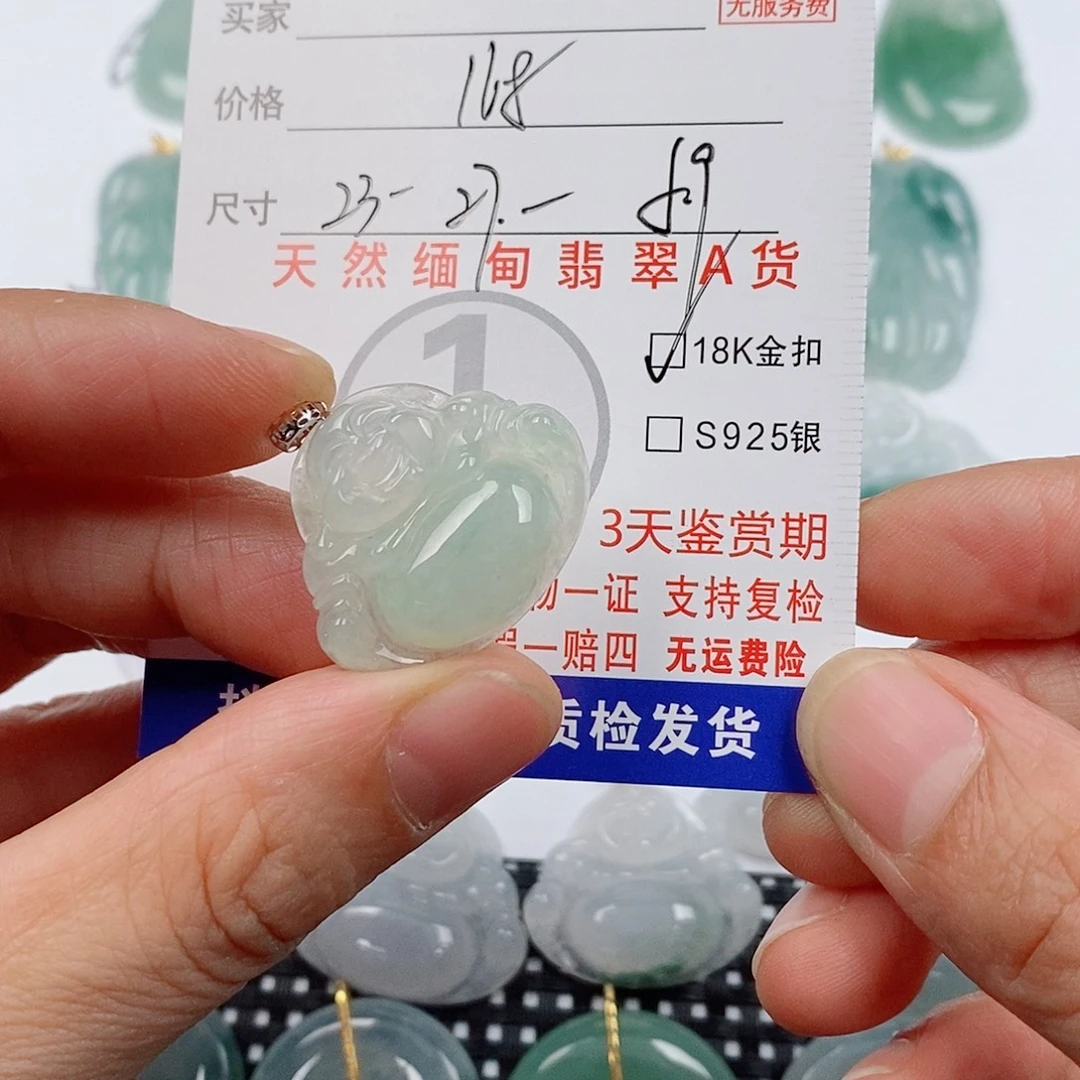 买家
无服务费
价格 168
尺寸 23-27.-
天然缅甸翡翠A货
1
18K金扣
S925银
3天鉴赏期
物一证 支持复检
假一赔四 无运费险
质检发货